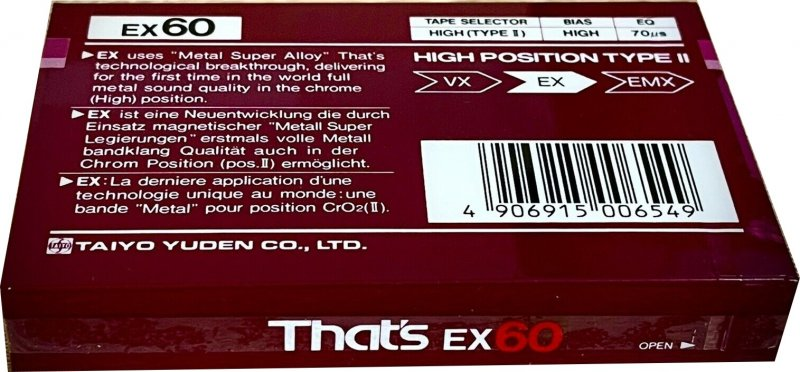 EX60
TAPE SELECTOR BIAS EQ
HIGH (TYPE II) HIGH 70µs
▶EX uses "Metal Super Alloy" That's
technological breakthrough, delivering
for the first time in the world full
metal sound quality in the chrome
(High) position.
▶EX ist eine Neuentwicklung die durch
Einsatz magnetischer "Metall Super
Legierungen" erstmals volle Metall
bandklang Qualität auch in der
Chrom Position (pos.II) ermöglicht.
▶EX:La derniere application d'une
technologie unique au monde:une
bande "Metal" pour position CrO2(II).
HIGH POSITION TYPE II
VX EX EMX
4 906915 006549
TAIYO YUDEN CO., LTD.
That's EX60
OPEN ▶